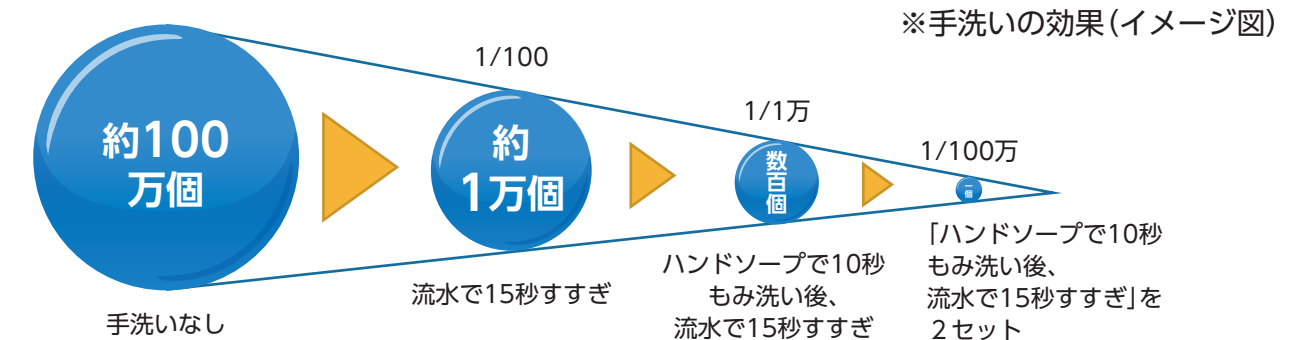 ※手洗いの効果（イメージ図）
約100
万個
手洗いなし
1/100
約
1万個
流水で15秒すすぎ
1/1万
数百個
ハンドソープで10秒
もみ洗い後、
流水で15秒すすぎ
1/100万
一個
「ハンドソープで10秒
もみ洗い後、
流水で15秒すすぎ」を
２セット